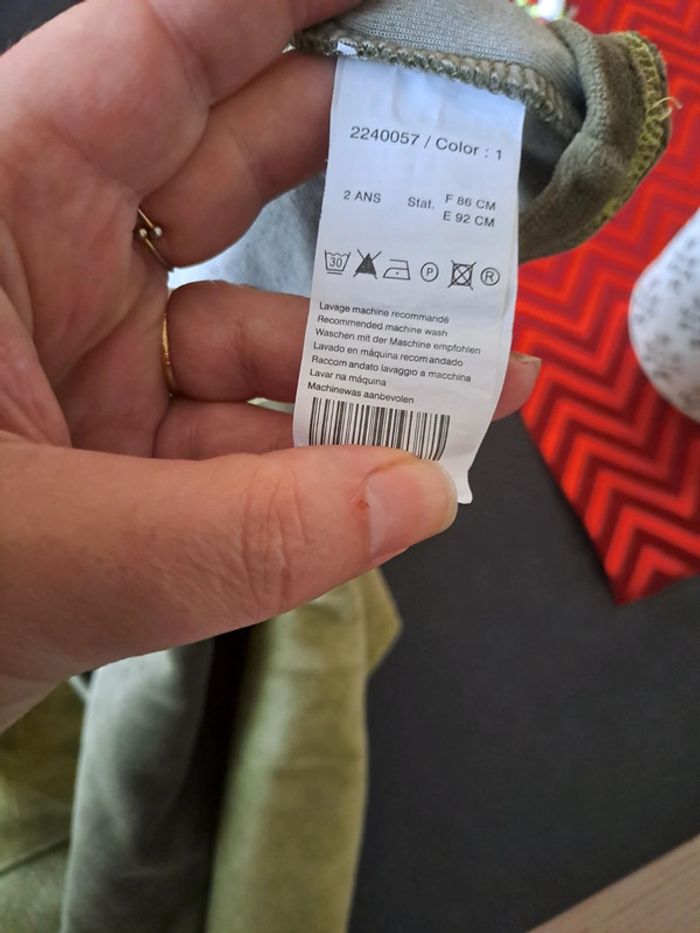 2240057 / Color : 1
2 ANS Stat. F 86 CM
E 92 CM
30 P R
Lavage machine recommandé
Recommended machine wash
Waschen mit der Maschine empfohlen
Lavado en máquina recomandado
Raccomandato lavaggio a macchina
Lavar na máquina
Machinewas aanbevolen